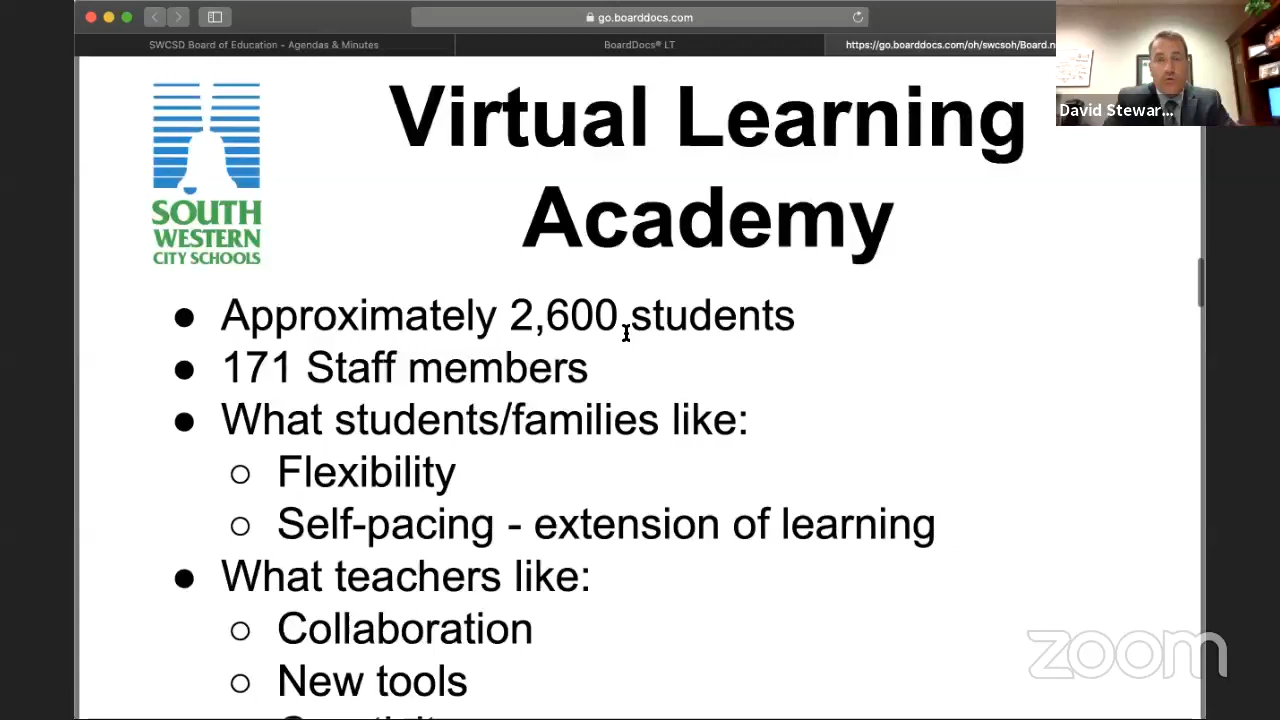 go.boarddocs.com
SWCSD Board of Education - Agendas & Minutes
BoardDocs® LT
https://go.boarddocs.com/oh/swcsoh/Board.n
David Stewar...
Virtual Learning
Academy
SOUTH
WESTERN
CITY SCHOOLS
● Approximately 2,600 students
● 171 Staff members
● What students/families like:
○ Flexibility
○ Self-pacing - extension of learning
● What teachers like:
○ Collaboration
○ New tools
zoom